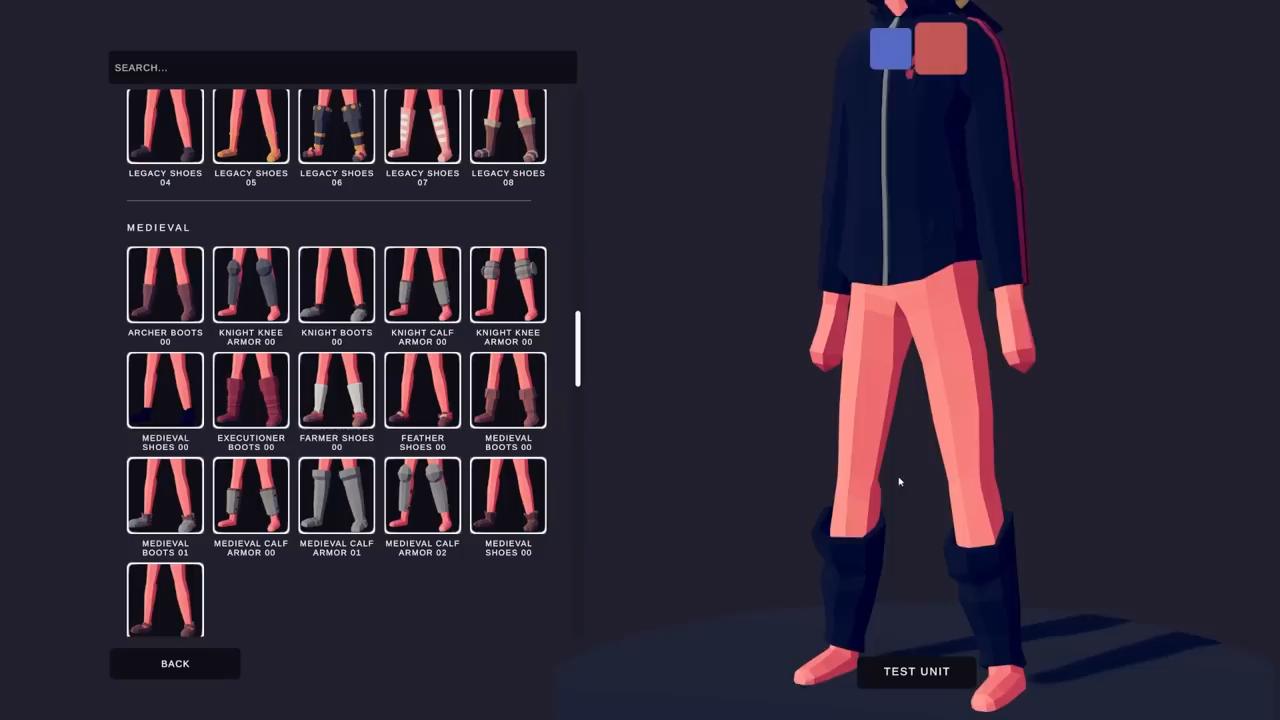 SEARCH...
LEGACY SHOES 04
LEGACY SHOES 05
LEGACY SHOES 06
LEGACY SHOES 07
LEGACY SHOES 08
MEDIEVAL
ARCHER BOOTS 00
KNIGHT KNEE ARMOR 00
KNIGHT BOOTS 00
KNIGHT CALF ARMOR 00
KNIGHT KNEE ARMOR 00
MEDIEVAL SHOES 00
EXECUTIONER BOOTS 00
FARMER SHOES 00
FEATHER SHOES 00
MEDIEVAL BOOTS 00
MEDIEVAL BOOTS 01
MEDIEVAL CALF ARMOR 00
MEDIEVAL CALF ARMOR 01
MEDIEVAL CALF ARMOR 02
MEDIEVAL SHOES 00
BACK
TEST UNIT